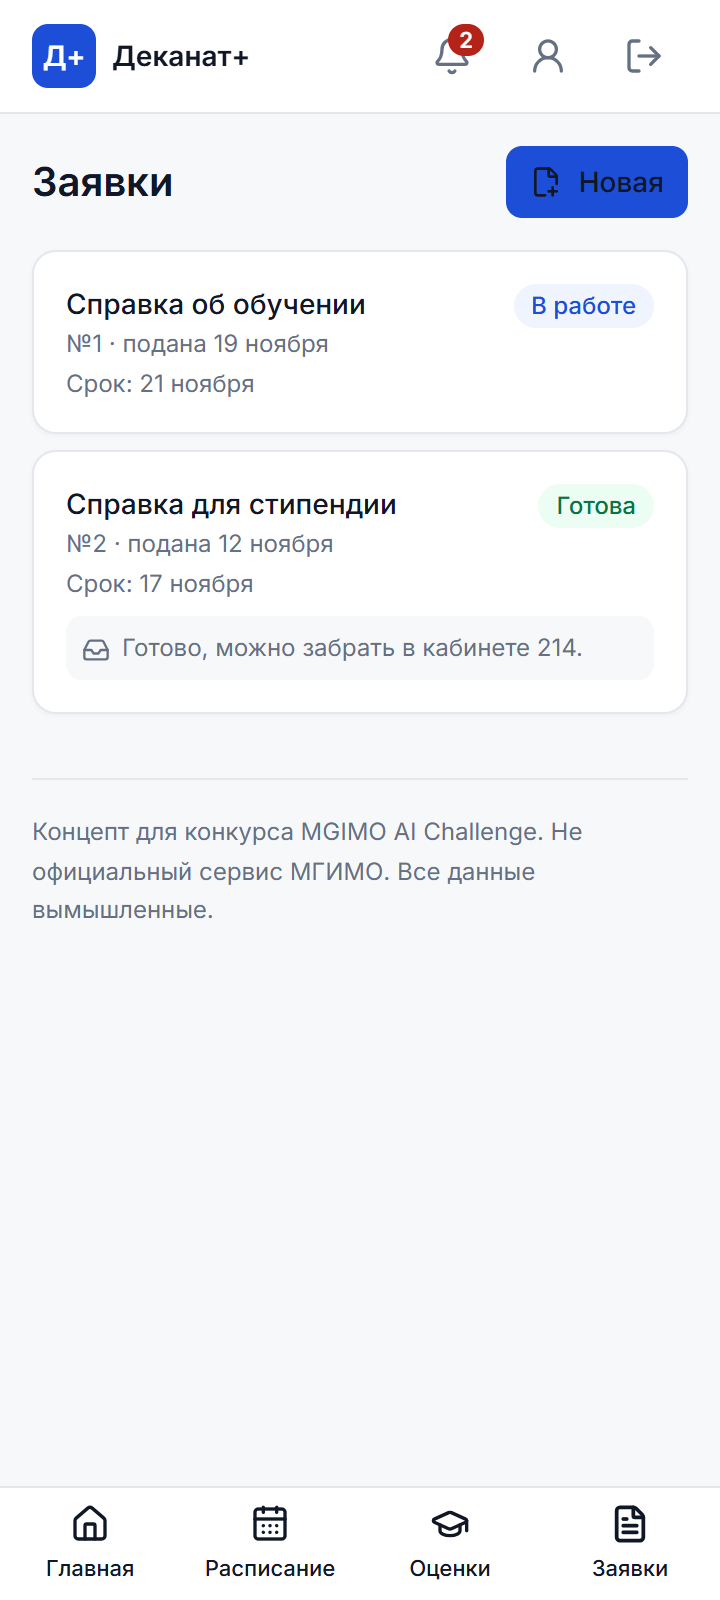 Д+ Деканат+ 2
Заявки
Новая
Справка об обучении
В работе
№1 · подана 19 ноября
Срок: 21 ноября
Справка для стипендии
Готова
№2 · подана 12 ноября
Срок: 17 ноября
Готово, можно забрать в кабинете 214.
Концепт для конкурса MGIMO AI Challenge. Не
официальный сервис МГИМО. Все данные
вымышленные.
Главная Расписание Оценки Заявки